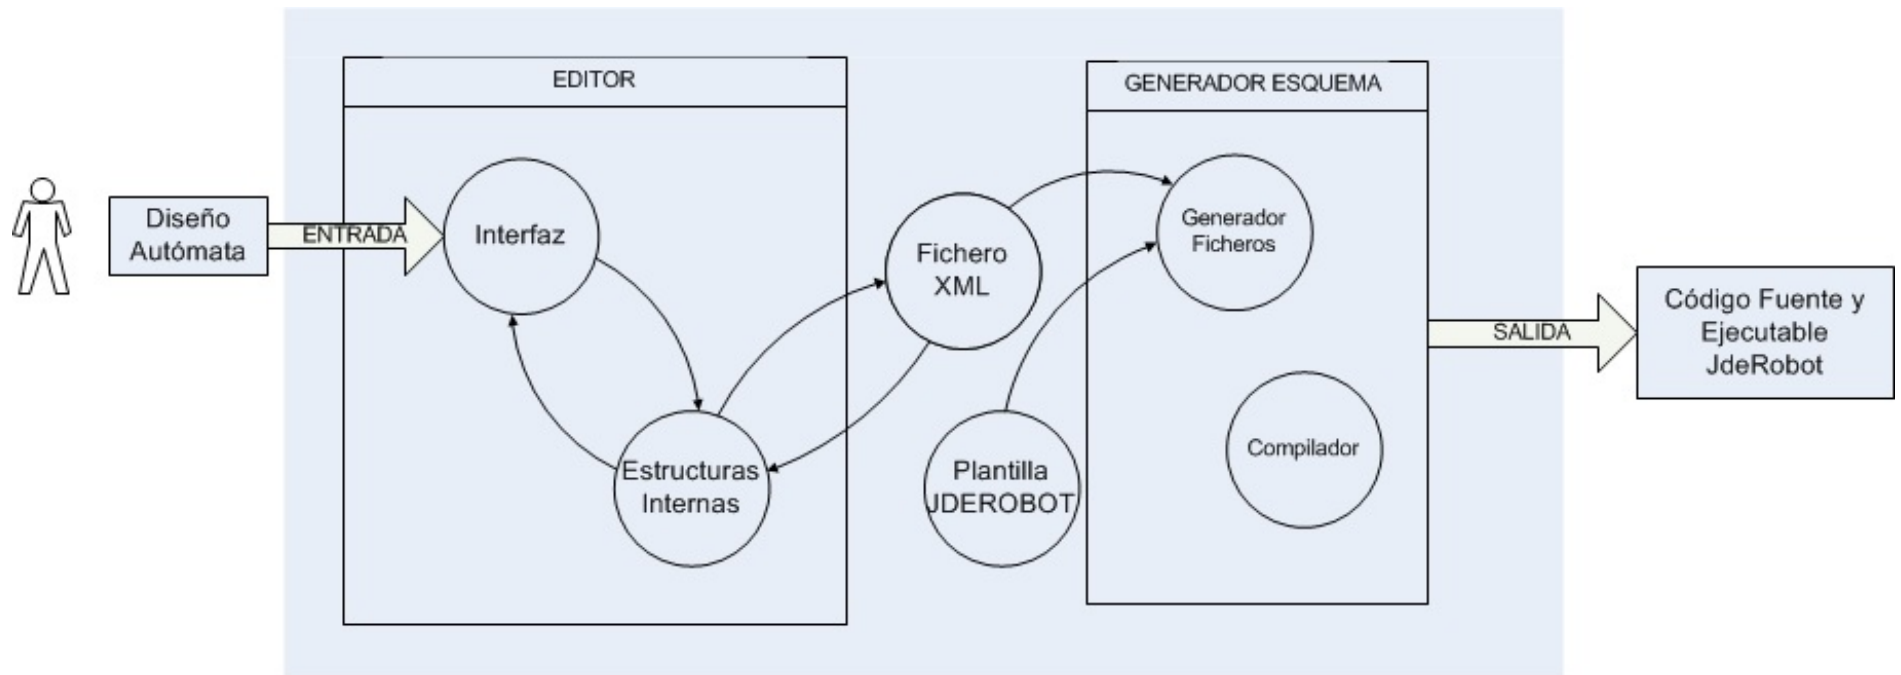 EDITOR
GENERADOR ESQUEMA
Diseño
Autómata
ENTRADA
Interfaz
Estructuras
Internas
Fichero
XML
Plantilla
JDEROBOT
Generador
Ficheros
Compilador
SALIDA
Código Fuente y
Ejecutable
JdeRobot